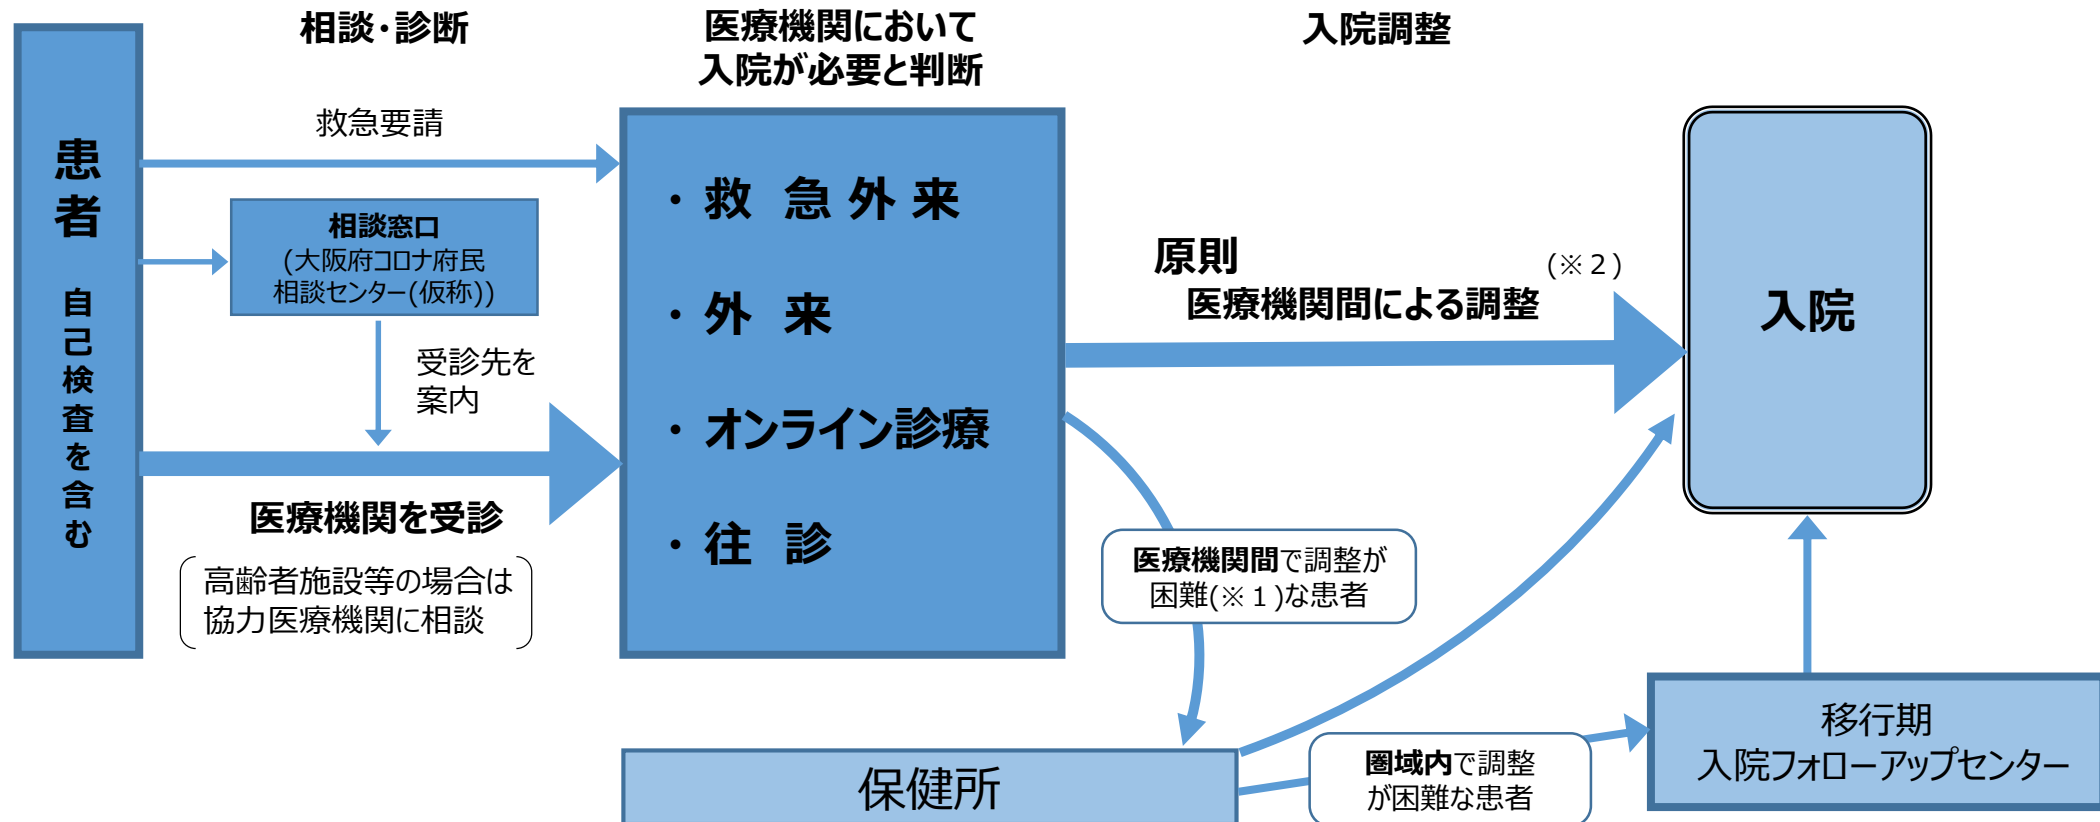 相談・診断
医療機関において
入院が必要と判断
入院調整
患者 自己検査を含む
救急要請
相談窓口
(大阪府コロナ府民
相談センター(仮称))
受診先を
案内
医療機関を受診
高齢者施設等の場合は
協力医療機関に相談
・救 急 外 来
・外 来
・オンライン診療
・往 診
原則
医療機関間による調整
(※２)
入院
医療機関間で調整が
困難(※１)な患者
保健所
圏域内で調整
が困難な患者
移行期
入院フォローアップセンター